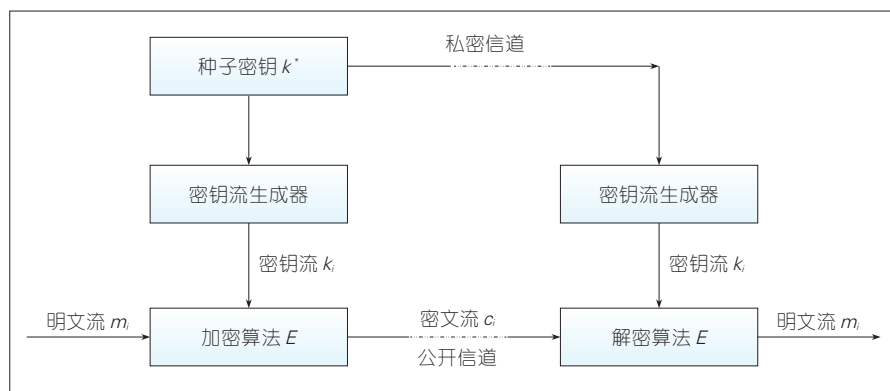 私密信道
种子密钥 k*
密钥流生成器
密钥流生成器
密钥流 kᵢ
密钥流 kᵢ
明文流 mᵢ
加密算法 E
密文流 cᵢ
公开信道
解密算法 E
明文流 mᵢ